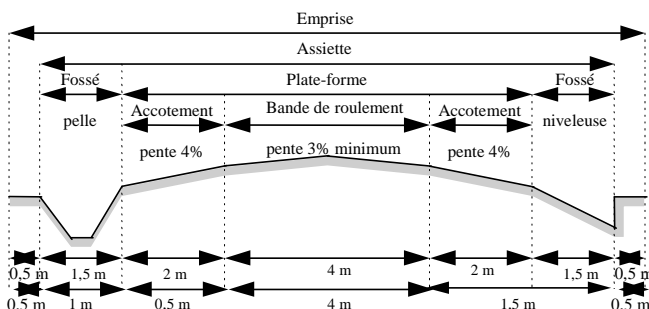 Emprise
Assiette
Fossé Plate-forme Fossé
pelle Accotement Bande de roulement Accotement niveleuse
pente 4% pente 3% minimum pente 4%
0,5 m 1,5 m 2 m 4 m 2 m 1,5 m 0,5 m
0.5 m 1 m 0,5 m 4 m 1,5 m 0.5 m